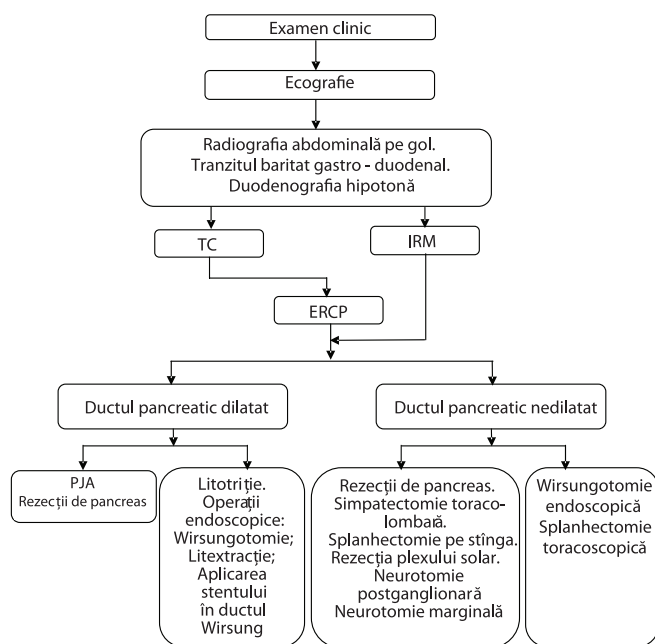 Examen clinic
Ecografie
Radiografia abdominală pe gol.
Tranzitul baritat gastro - duodenal.
Duodenografia hipotonă
TC
IRM
ERCP
Ductul pancreatic dilatat
Ductul pancreatic nedilatat
PJA
Rezecții de pancreas
Litotriție.
Operații
endoscopice:
Wirsungotomie;
Litextracție;
Aplicarea
stentului
în ductul
Wirsung
Rezecții de pancreas.
Simpatectomie toraco-
lombară.
Splanhectomie pe stînga.
Rezecția plexului solar.
Neurotomie
postganglionară
Neurotomie marginală
Wirsungotomie
endoscopică
Splanhectomie
toracoscopică